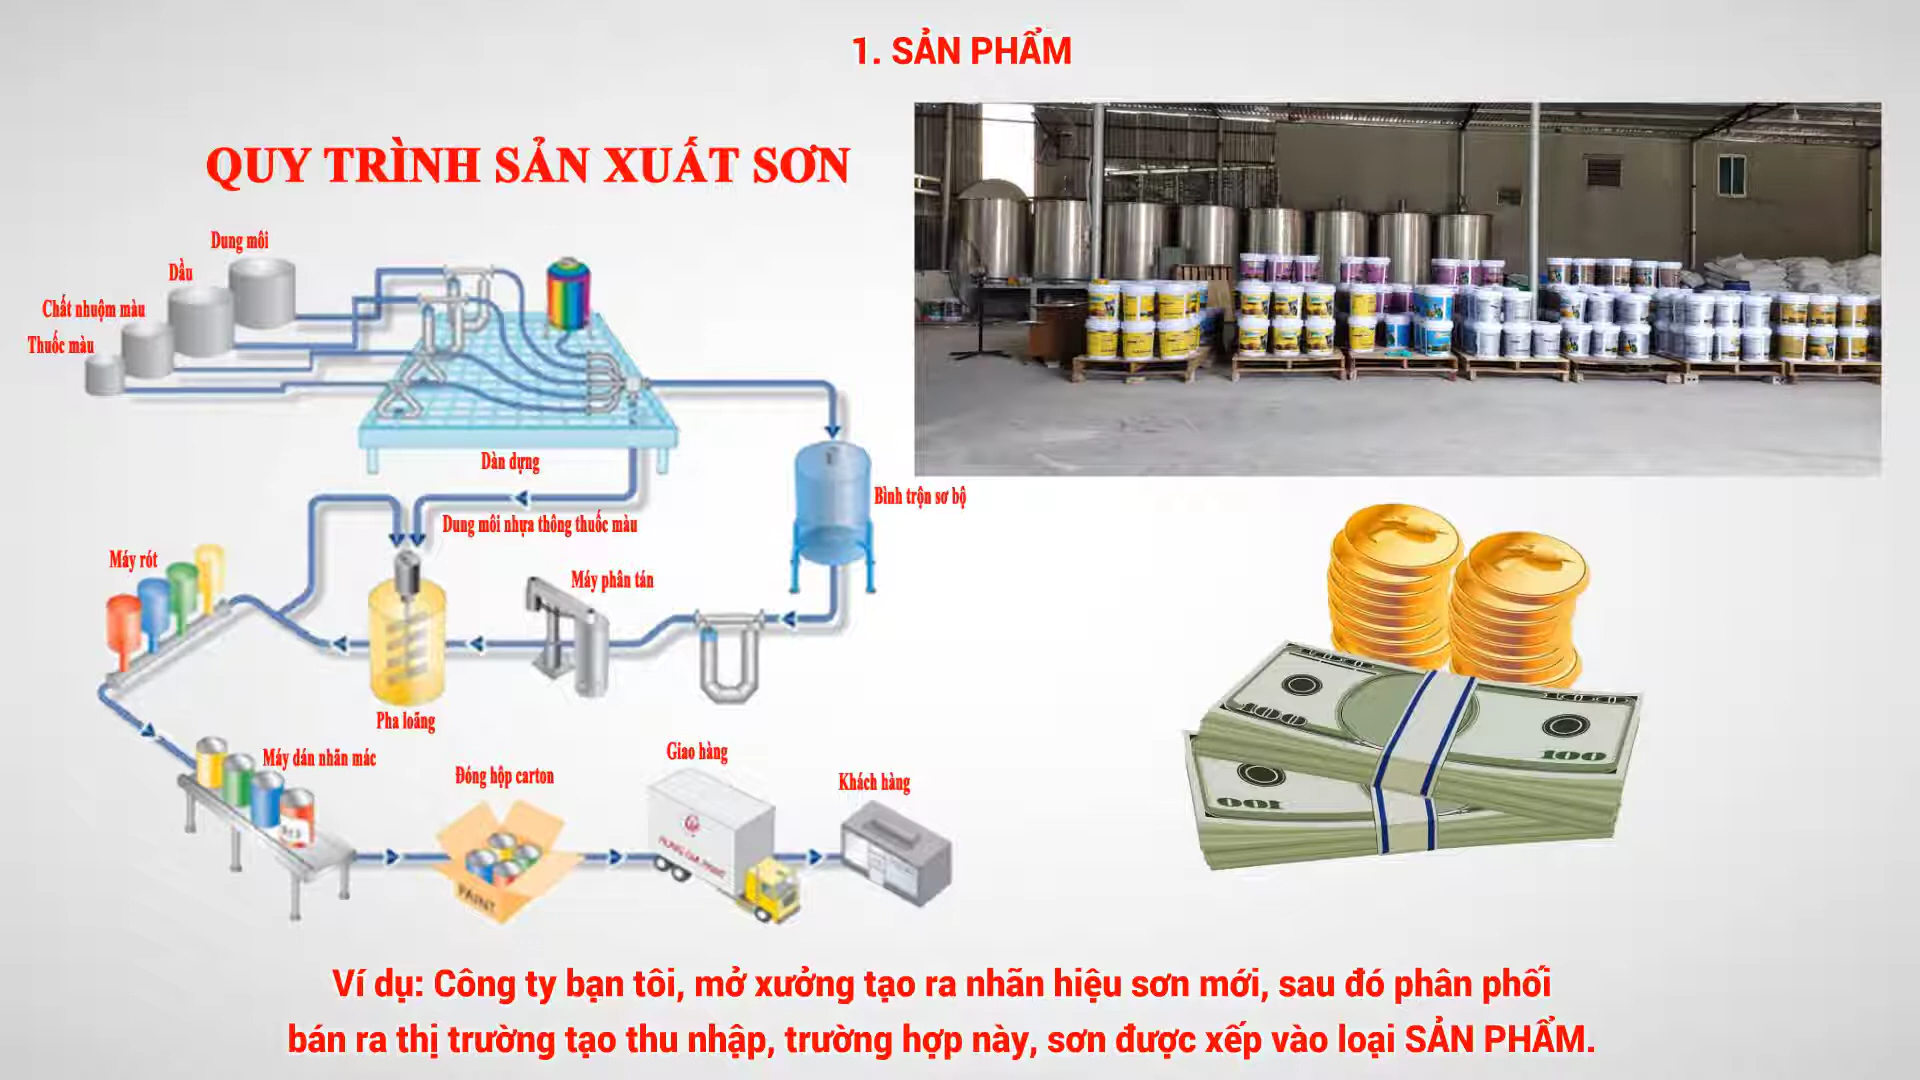 1. SẢN PHẨM
QUY TRÌNH SẢN XUẤT SƠN
Dung môi
Dầu
Chất nhuộm màu
Thuốc màu
Dàn dựng
Bình trộn sơ bộ
Dung môi nhựa thông thuốc màu
Máy rót
Máy phân tán
Pha loãng
Máy dán nhãn mác
Đóng hộp carton
Giao hàng
Khách hàng
PAINT
100
100
100
Ví dụ: Công ty bạn tôi, mở xưởng tạo ra nhãn hiệu sơn mới, sau đó phân phối
bán ra thị trường tạo thu nhập, trường hợp này, sơn được xếp vào loại SẢN PHẨM.